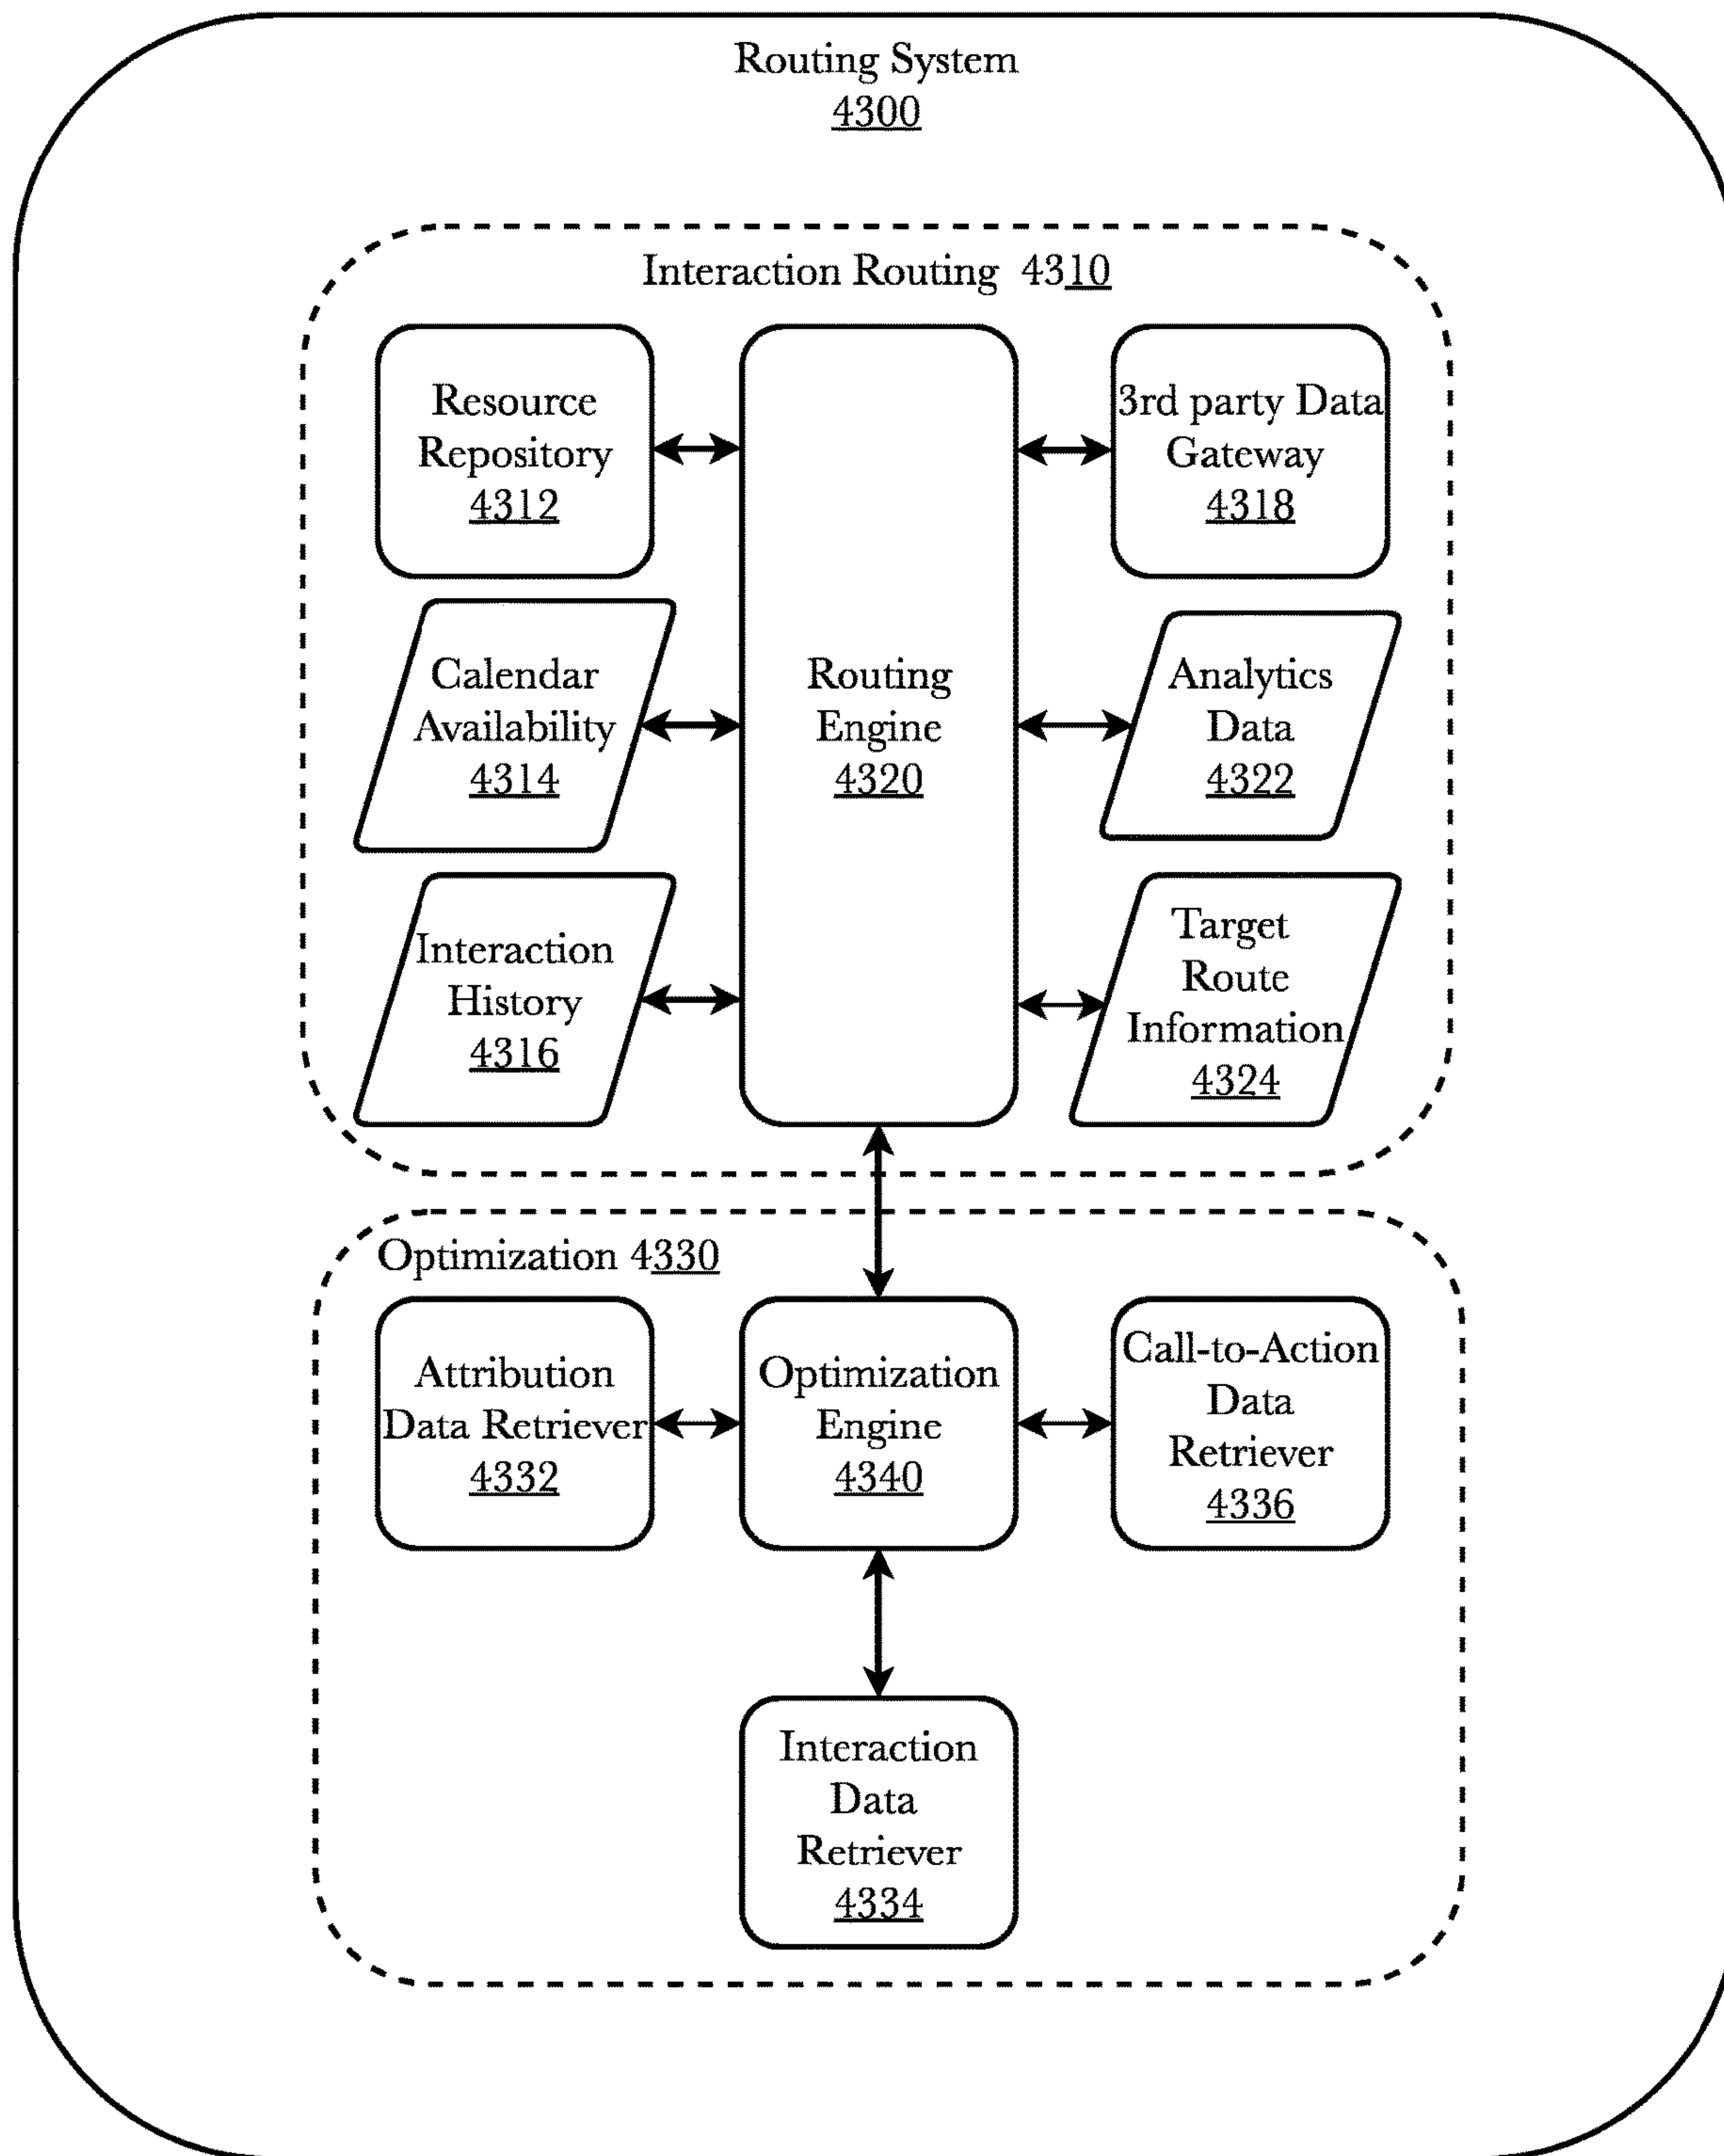 Routing System
4300
Interaction Routing 4310
Resource
Repository
4312
Routing
Engine
4320
3rd party Data
Gateway
4318
Calendar
Availability
4314
Analytics
Data
4322
Interaction
History
4316
Target
Route
Information
4324
Optimization 4330
Attribution
Data Retriever
4332
Optimization
Engine
4340
Call-to-Action
Data
Retriever
4336
Interaction
Data
Retriever
4334